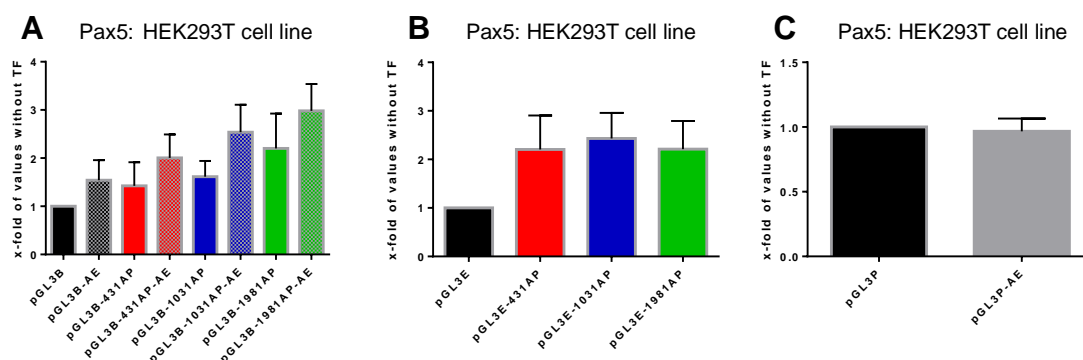 A
Pax5: HEK293T cell line
x-fold of values without TF
4
3
2
1
0
pGL3B
pGL3B-AE
pGL3B-431AP
pGL3B-431AP-AE
pGL3B-1031AP
pGL3B-1031AP-AE
pGL3B-1981AP
pGL3B-1981AP-AE
B
Pax5: HEK293T cell line
x-fold of values without TF
4
3
2
1
0
pGL3E
pGL3E-431AP
pGL3E-1031AP
pGL3E-1981AP
C
Pax5: HEK293T cell line
x-fold of values without TF
1.5
1.0
0.5
0.0
pGL3P
pGL3P-AE